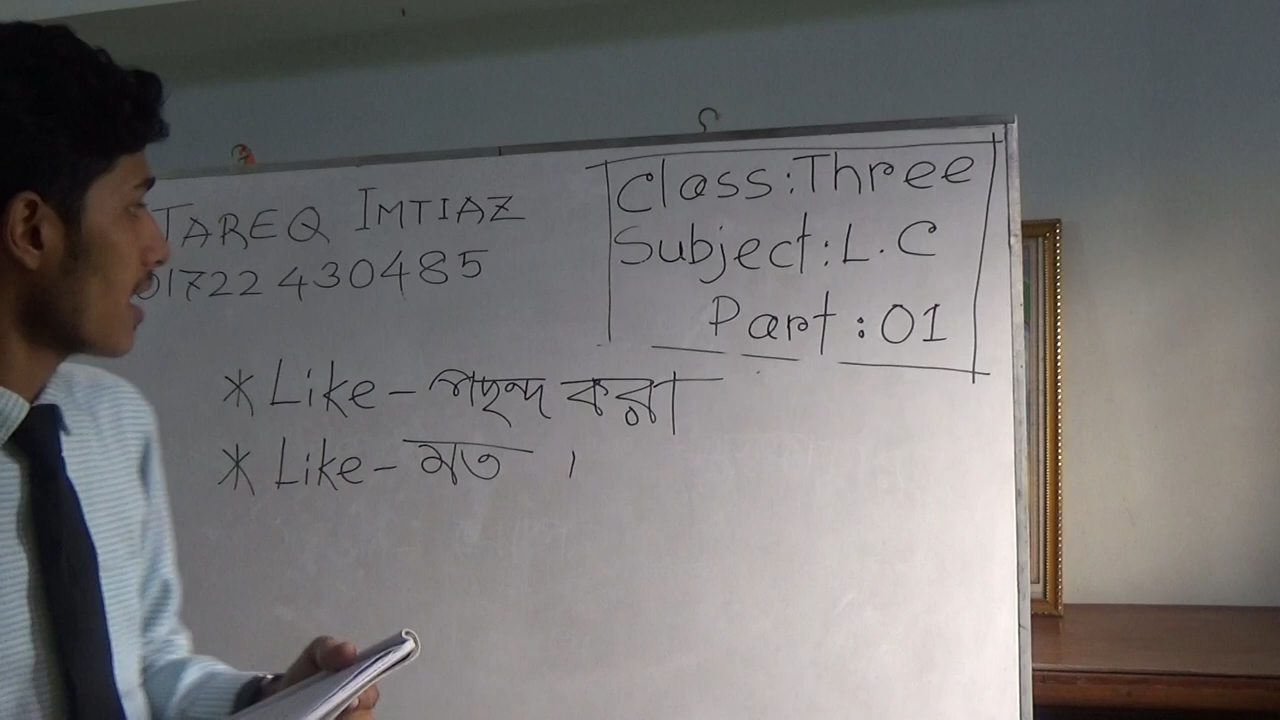 TAREQ IMTIAZ
01722430485
Class:Three
Subject:L.C
Part:01
*Like-পছন্দ করা
*Like-মত ,